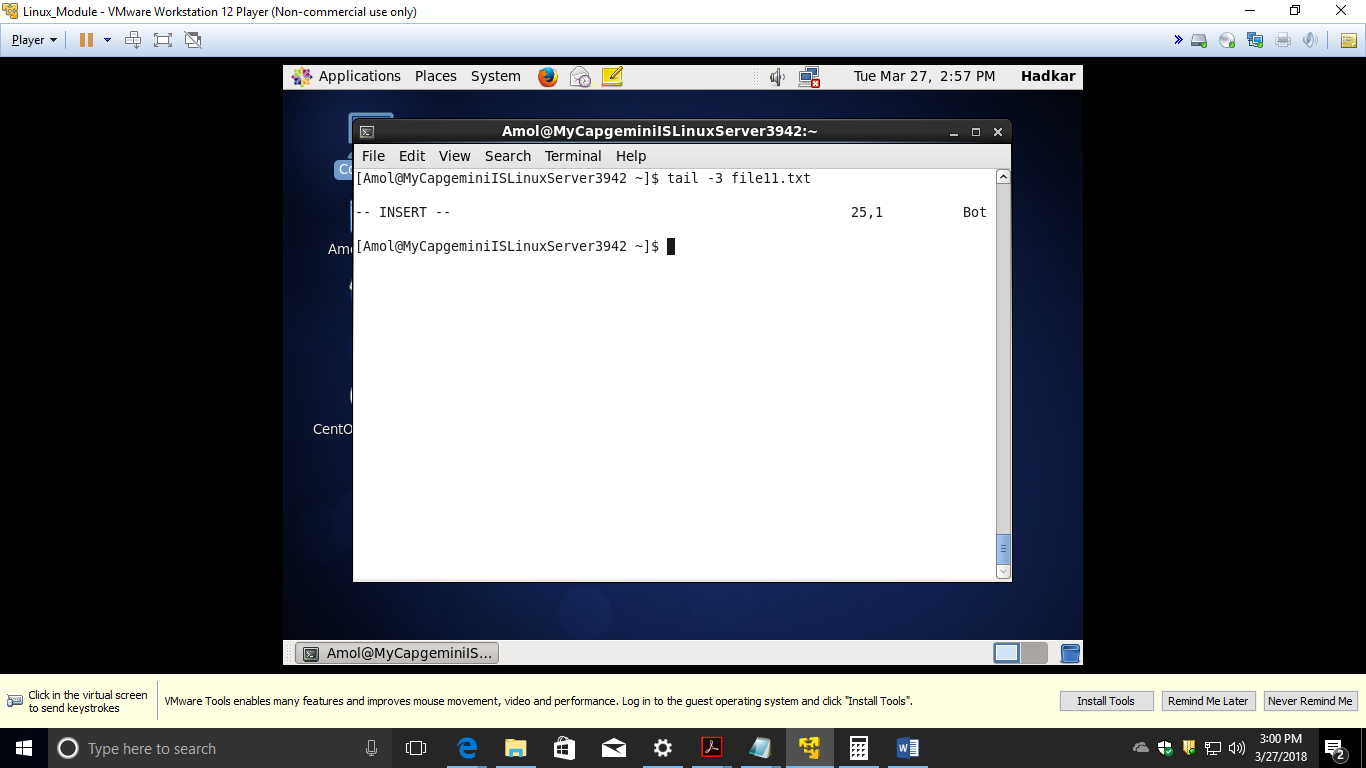 Linux_Module - VMware Workstation 12 Player (Non-commercial use only)
Player
Applications Places System Tue Mar 27, 2:57 PM Hadkar
Amol@MyCapgeminiISLinuxServer3942:~
File Edit View Search Terminal Help
[Amol@MyCapgeminiISLinuxServer3942 ~]$ tail -3 file11.txt
-- INSERT -- 25,1 Bot
[Amol@MyCapgeminiISLinuxServer3942 ~]$
Co
Amo
CentO
Amol@MyCapgeminiIS...
Click in the virtual screen
to send keystrokes
VMware Tools enables many features and improves mouse movement, video and performance. Log in to the guest operating system and click "Install Tools".
Install Tools Remind Me Later Never Remind Me
Type here to search
3:00 PM
3/27/2018
2